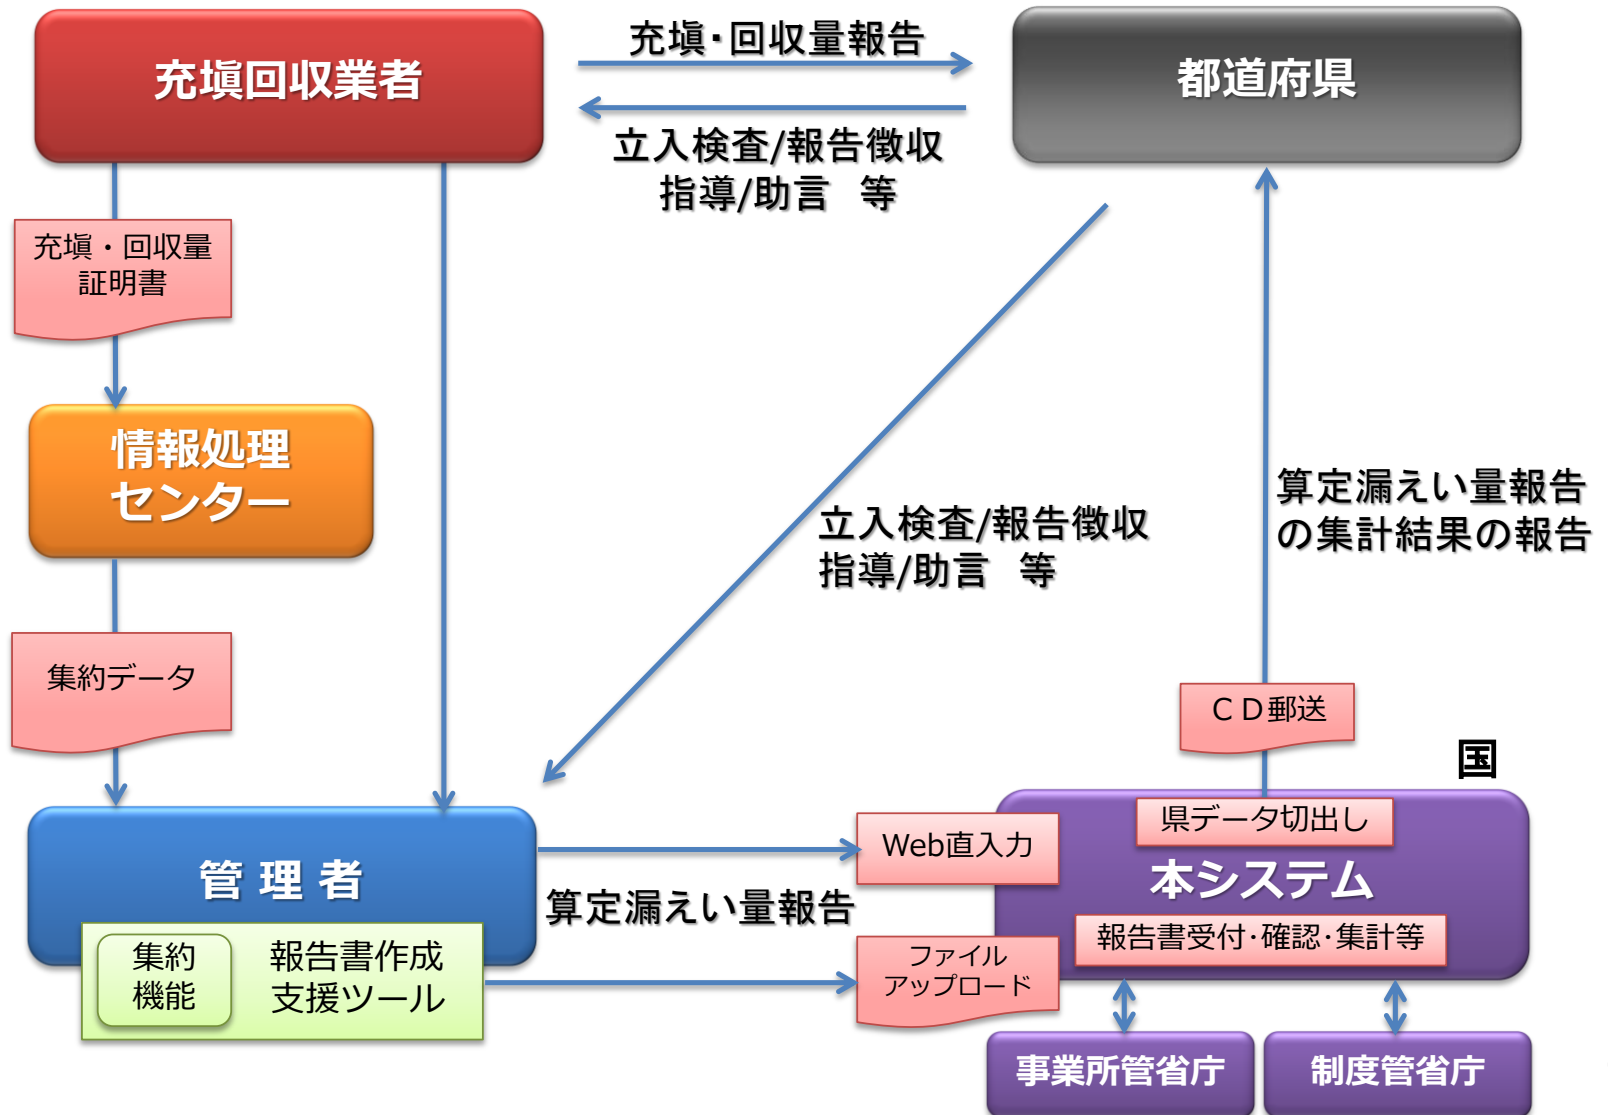 充塡回収業者
充塡・回収量報告
都道府県
立入検査/報告徴収
指導/助言　等
充塡・回収量
証明書
情報処理
センター
立入検査/報告徴収
指導/助言　等
算定漏えい量報告
の集計結果の報告
集約データ
ＣＤ郵送
国
管 理 者
集約
機能
報告書作成
支援ツール
算定漏えい量報告
Web直入力
ファイル
アップロード
県データ切出し
本システム
報告書受付・確認・集計等
事業所管省庁
制度管省庁